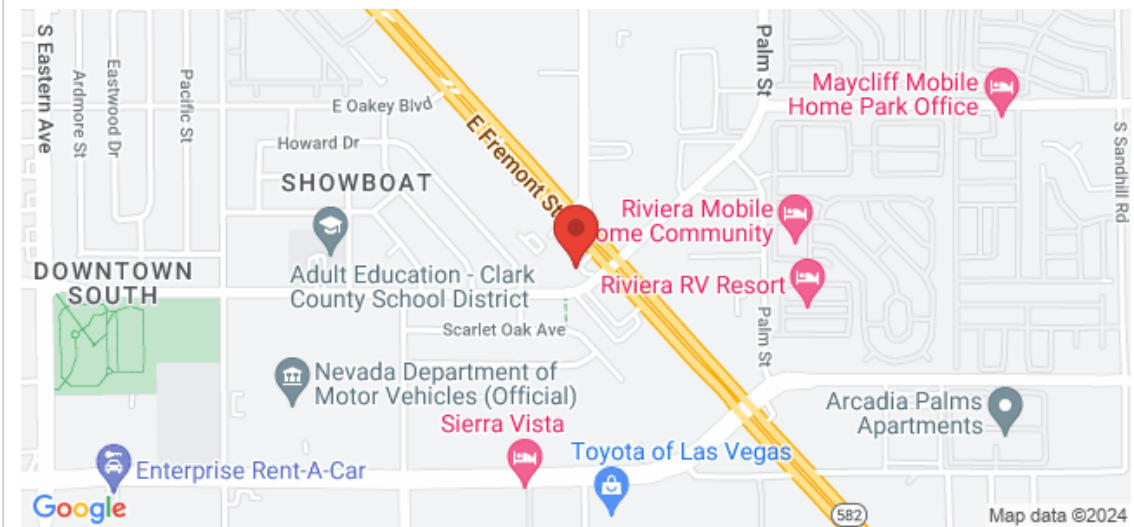 S Eastern Ave
Ardmore St
Eastwood Dr
Pacific St
E Oakey Blvd
Howard Dr
SHOWBOAT
E Fremont St
Palm St
Maycliff Mobile
Home Park Office
S Sandhill Rd
Riviera Mobile
ome Community
Riviera RV Resort
Palm St
DOWNTOWN
SOUTH
Adult Education - Clark
County School District
Scarlet Oak Ave
Nevada Department of
Motor Vehicles (Official)
Sierra Vista
Toyota of Las Vegas
Arcadia Palms
Apartments
Enterprise Rent-A-Car
Google
582
Map data ©2024